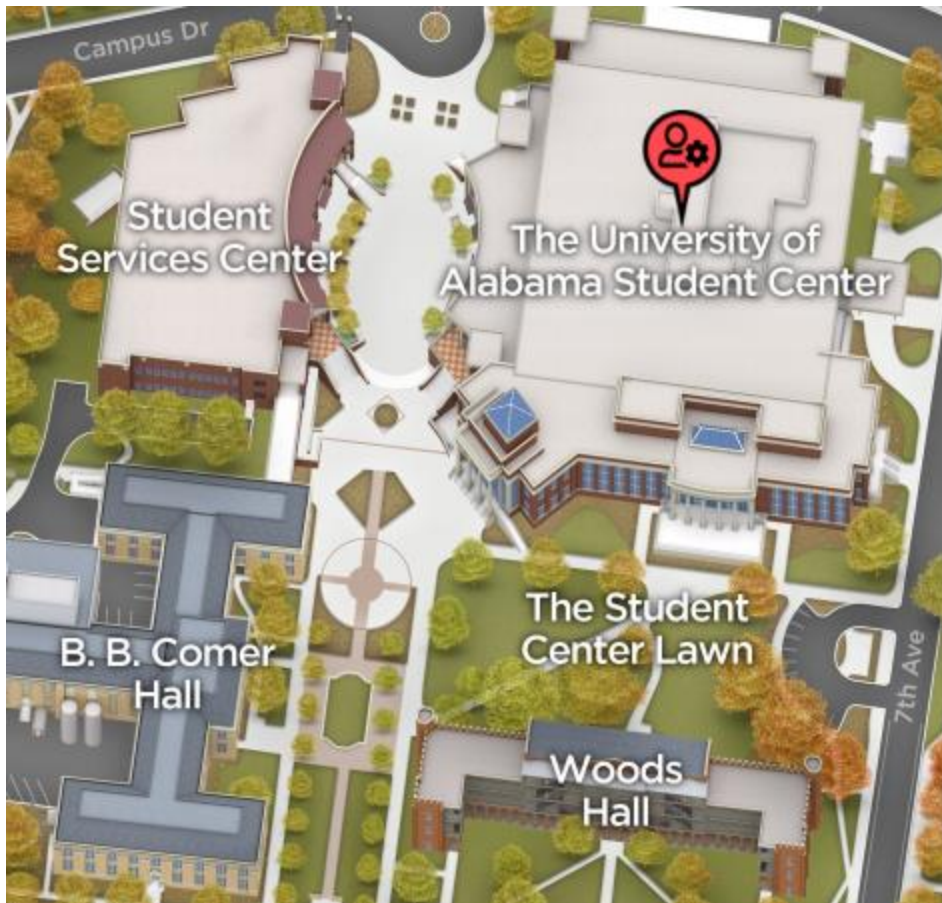 Campus Dr
Student
Services Center
The University of
Alabama Student Center
The Student
Center Lawn
B. B. Comer
Hall
7th Ave
Woods
Hall